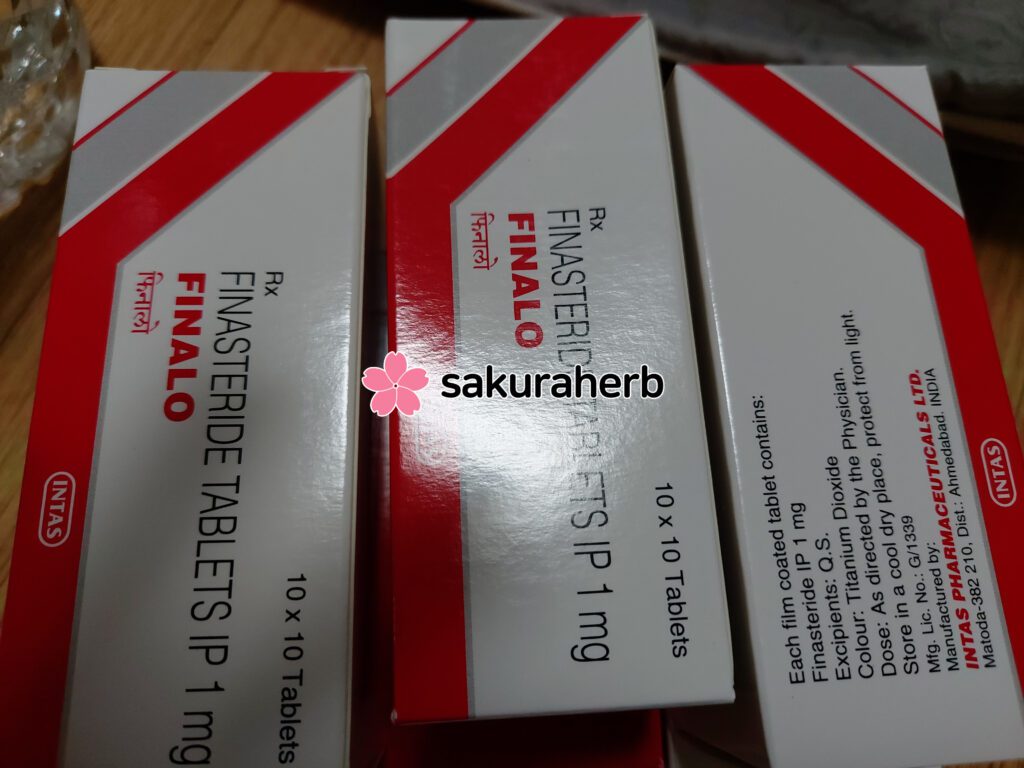 Rx
FINASTERIDE TABLETS IP 1 mg
FINALO
फिनालो
10 x 10 Tablets
INTAS
Rx
FINASTERIDE TABLETS IP 1 mg
FINALO
फिनालो
10 x 10 Tablets
sakuraherb
Each film coated tablet contains:
Finasteride IP 1 mg
Excipients: Q.S.
Colour: Titanium Dioxide
Dose: As directed by the Physician.
Store in a cool dry place, protect from light.
Mfg. Lic. No.: G/1339
Manufactured by:
INTAS PHARMACEUTICALS LTD.
Matoda-382 210, Dist.: Ahmedabad. INDIA
INTAS